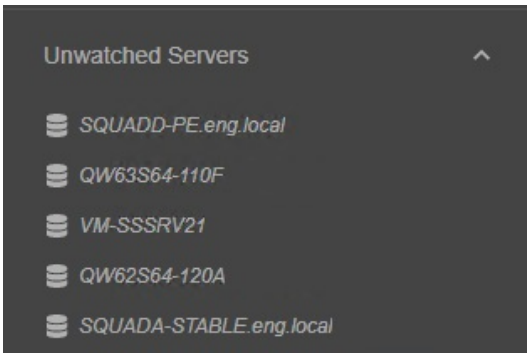 Unwatched Servers
SQUADD-PE.eng.local
QW63S64-110F
VM-SSSRV21
QW62S64-120A
SQUADA-STABLE.eng.local